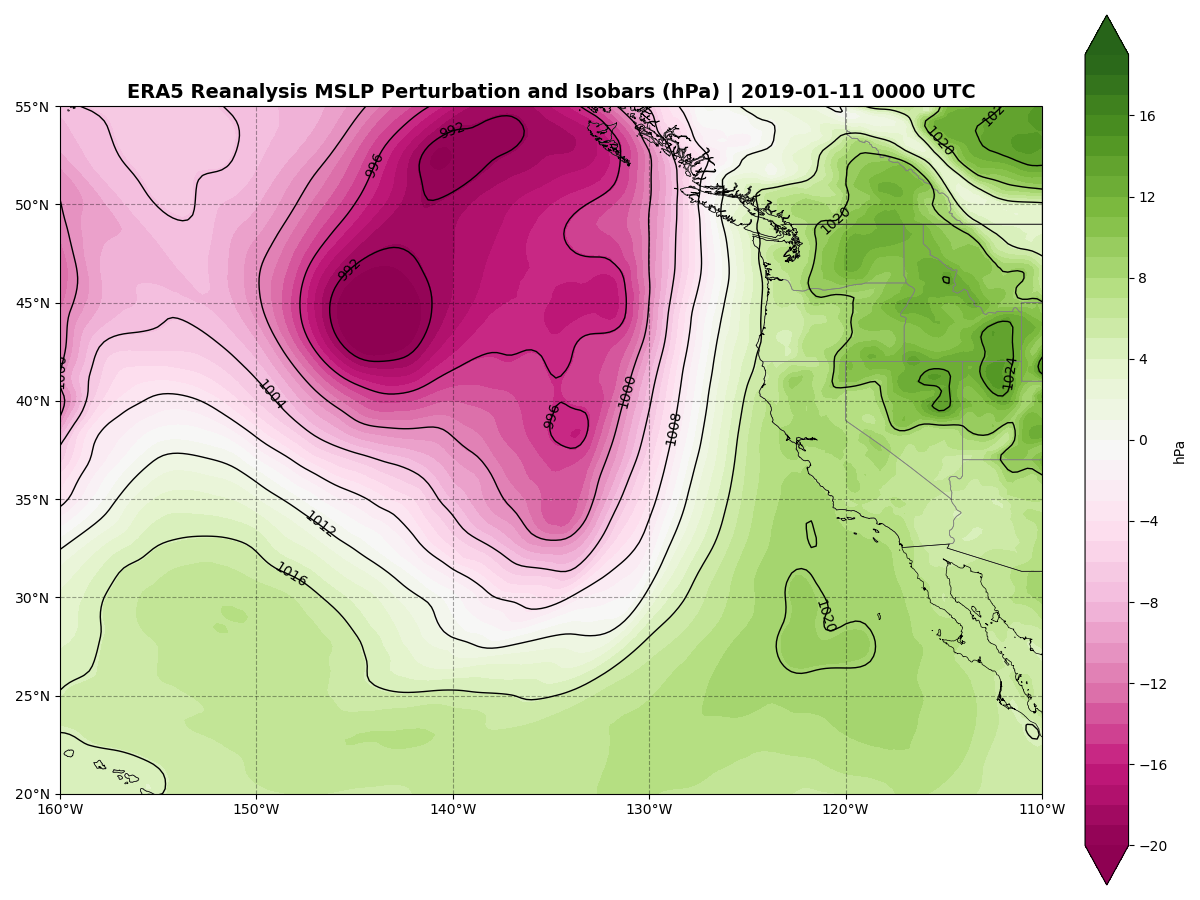 ERA5 Reanalysis MSLP Perturbation and Isobars (hPa) | 2019-01-11 0000 UTC
55°N
50°N
45°N
40°N
35°N
30°N
25°N
20°N
160°W
150°W
140°W
130°W
120°W
110°W
992
996
992
1004
996
1000
1008
1012
1016
1020
1020
1020
1024
16
12
8
4
0
−4
−8
−12
−16
−20
hPa